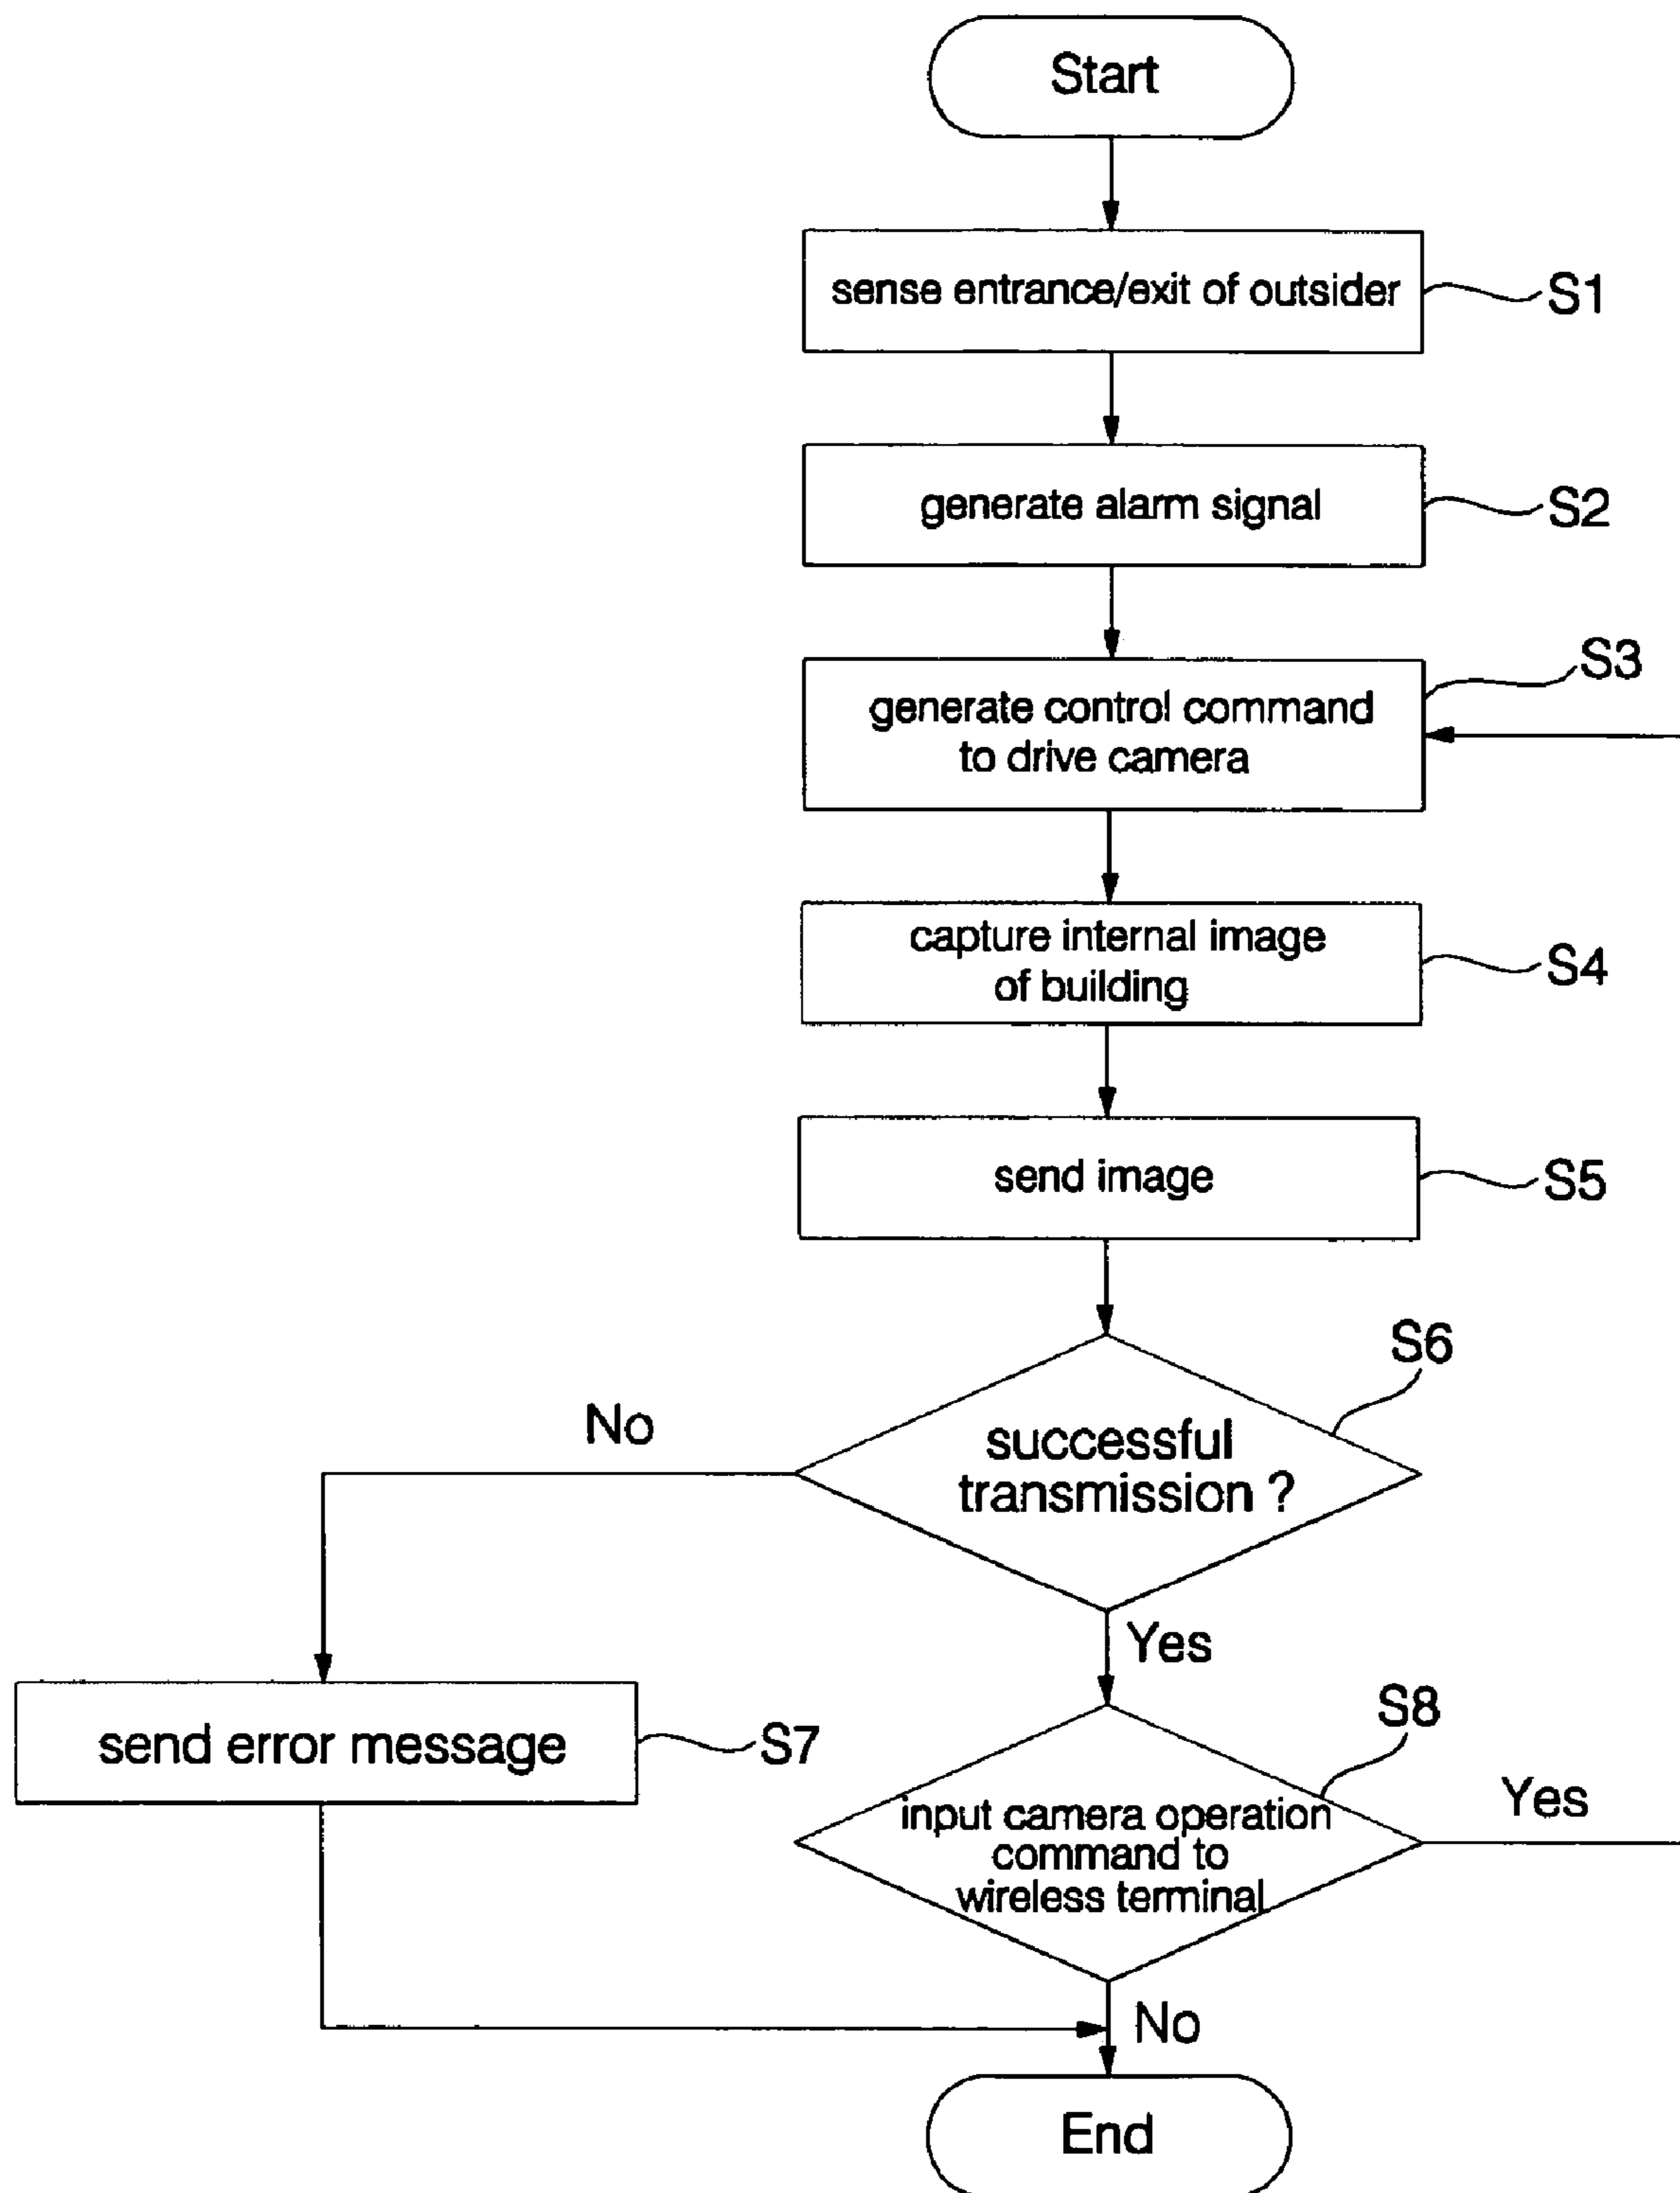 Start
sense entrance/exit of outsider
S1
generate alarm signal
S2
S3
generate control command
to drive camera
capture internal image
of building
S4
send image
S5
S6
No
successful
transmission ?
Yes
S8
send error message
S7
Yes
input camera operation
command to
wireless terminal
No
End